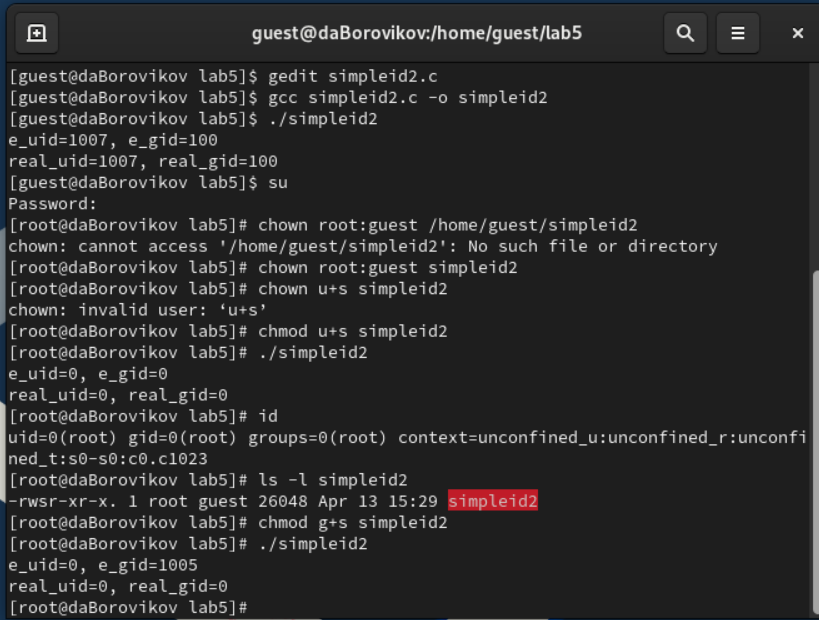 guest@daBorovikov:/home/guest/lab5
[guest@daBorovikov lab5]$ gedit simpleid2.c
[guest@daBorovikov lab5]$ gcc simpleid2.c -o simpleid2
[guest@daBorovikov lab5]$ ./simpleid2
e_uid=1007, e_gid=100
real_uid=1007, real_gid=100
[guest@daBorovikov lab5]$ su
Password:
[root@daBorovikov lab5]# chown root:guest /home/guest/simpleid2
chown: cannot access '/home/guest/simpleid2': No such file or directory
[root@daBorovikov lab5]# chown root:guest simpleid2
[root@daBorovikov lab5]# chown u+s simpleid2
chown: invalid user: ‘u+s’
[root@daBorovikov lab5]# chmod u+s simpleid2
[root@daBorovikov lab5]# ./simpleid2
e_uid=0, e_gid=0
real_uid=0, real_gid=0
[root@daBorovikov lab5]# id
uid=0(root) gid=0(root) groups=0(root) context=unconfined_u:unconfined_r:unconfi
ned_t:s0-s0:c0.c1023
[root@daBorovikov lab5]# ls -l simpleid2
-rwsr-xr-x. 1 root guest 26048 Apr 13 15:29 simpleid2
[root@daBorovikov lab5]# chmod g+s simpleid2
[root@daBorovikov lab5]# ./simpleid2
e_uid=0, e_gid=1005
real_uid=0, real_gid=0
[root@daBorovikov lab5]#